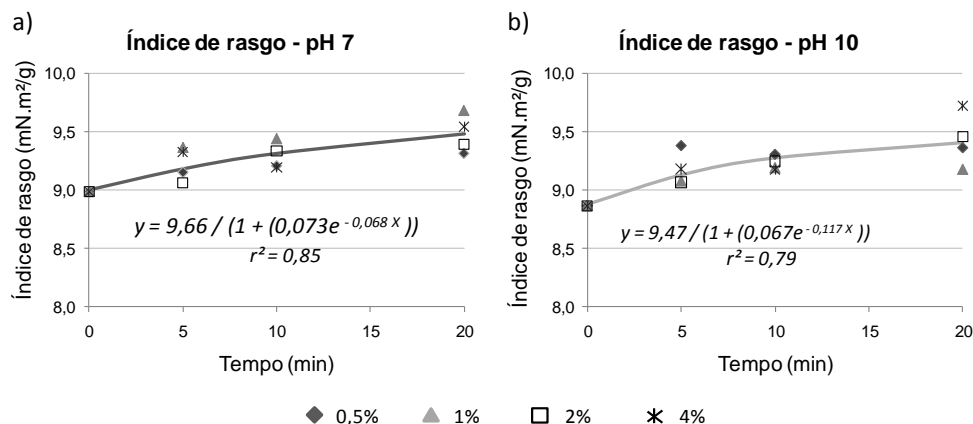 a)
Índice de rasgo - pH 7
Índice de rasgo (mN.m²/g)
10,0
9,5
9,0
8,5
8,0
y = 9,66 / (1 + (0,073e ^- 0,068 X^ ))
r² = 0,85
0 5 10 15 20
Tempo (min)
b)
Índice de rasgo - pH 10
Índice de rasgo (mN.m²/g)
10,0
9,5
9,0
8,5
8,0
y = 9,47 / (1 + (0,067e ^-0,117 X^ ))
r² = 0,79
0 5 10 15 20
Tempo (min)
0,5% 1% 2% 4%